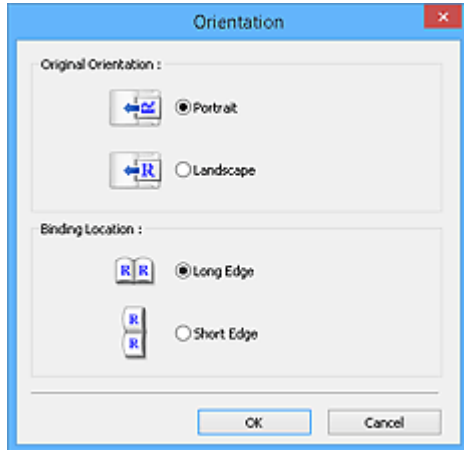 Orientation
Original Orientation :
R Portrait
R Landscape
Binding Location :
R R Long Edge
R
R Short Edge
OK Cancel